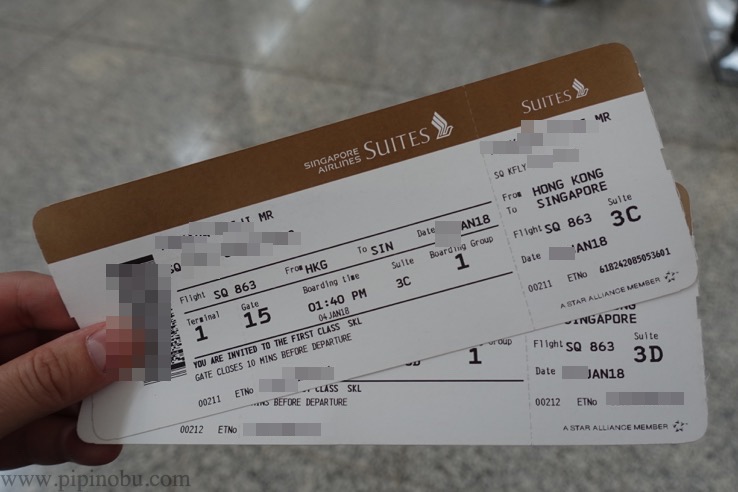 SINGAPORE
AIRLINES SUITES
MR
SQ
Flight SQ 863 From HKG To SIN Date JAN18
Terminal Gate Boarding time Suite Boarding Group
1 15 01:40 PM 3C 1
04JAN18
YOU ARE INVITED TO THE FIRST CLASS SKL
GATE CLOSES 10 MINS BEFORE DEPARTURE
00211 ETNo
SUITES
MR
SQ KFLY
From HONG KONG
To SINGAPORE
Flight SQ 863 Suite 3C
Date JAN18
00211 ETNo 618242085053601
A STAR ALLIANCE MEMBER
1
CLASS SKL
MINS BEFORE DEPARTURE
00212 ETNo
SINGAPORE
Flight SQ 863 Suite 3D
Date JAN18
00212 ETNo
A STAR ALLIANCE MEMBER
www.pipinobu.com